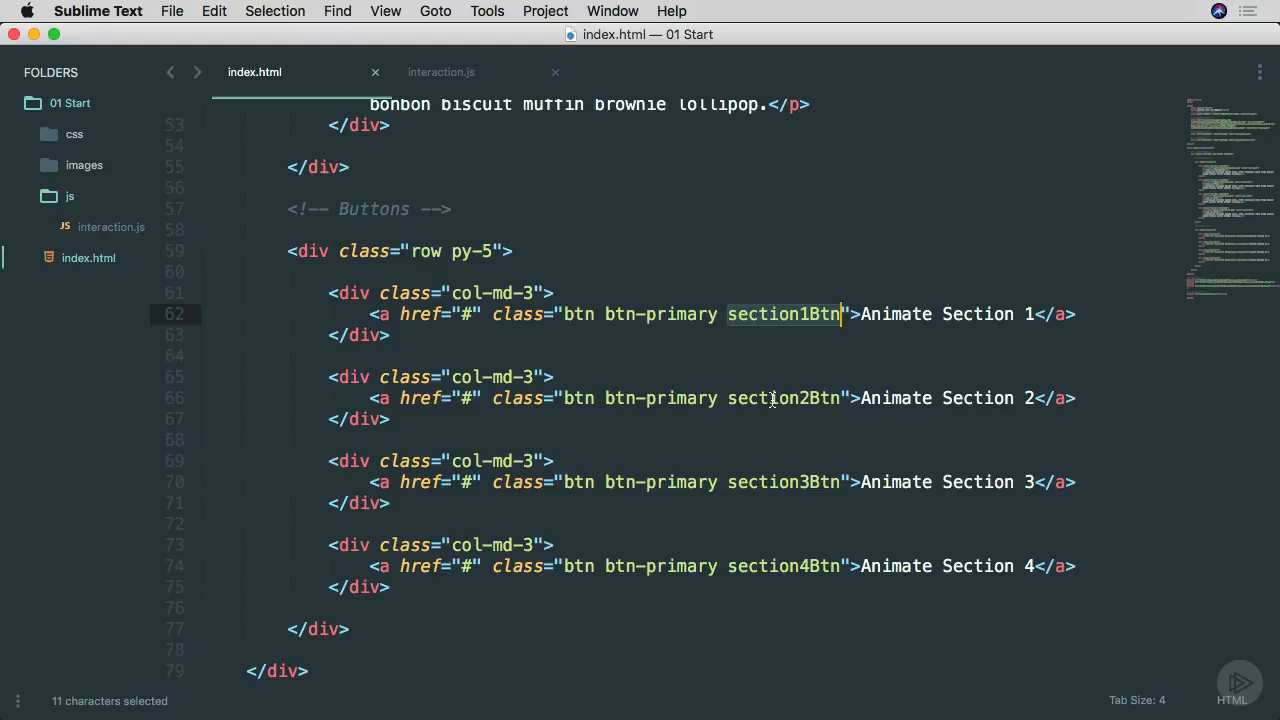 Sublime Text File Edit Selection Find View Goto Tools Project Window Help
index.html — 01 Start
FOLDERS
01 Start
css
images
js
JS interaction.js
index.html
index.html × interaction.js ×
bonbon biscuit muffin brownie lollipop.</p>
53 </div>
54
55 </div>
56
57 <!-- Buttons -->
58
59 <div class="row py-5">
60
61 <div class="col-md-3">
62 <a href="#" class="btn btn-primary section1Btn">Animate Section 1</a>
63 </div>
64
65 <div class="col-md-3">
66 <a href="#" class="btn btn-primary section2Btn">Animate Section 2</a>
67 </div>
68
69 <div class="col-md-3">
70 <a href="#" class="btn btn-primary section3Btn">Animate Section 3</a>
71 </div>
72
73 <div class="col-md-3">
74 <a href="#" class="btn btn-primary section4Btn">Animate Section 4</a>
75 </div>
76
77 </div>
78
79 </div>
11 characters selected
Tab Size: 4 HTML